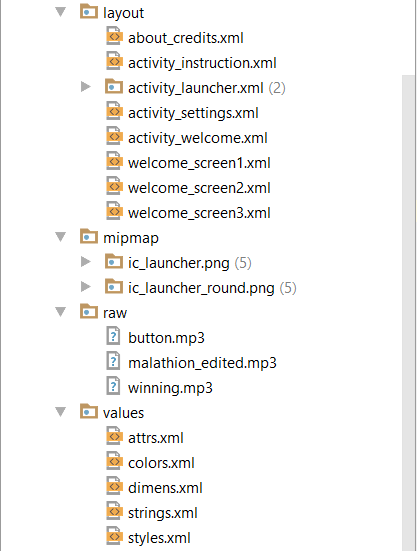 layout
about_credits.xml
activity_instruction.xml
activity_launcher.xml (2)
activity_settings.xml
activity_welcome.xml
welcome_screen1.xml
welcome_screen2.xml
welcome_screen3.xml
mipmap
ic_launcher.png (5)
ic_launcher_round.png (5)
raw
button.mp3
malathion_edited.mp3
winning.mp3
values
attrs.xml
colors.xml
dimens.xml
strings.xml
styles.xml